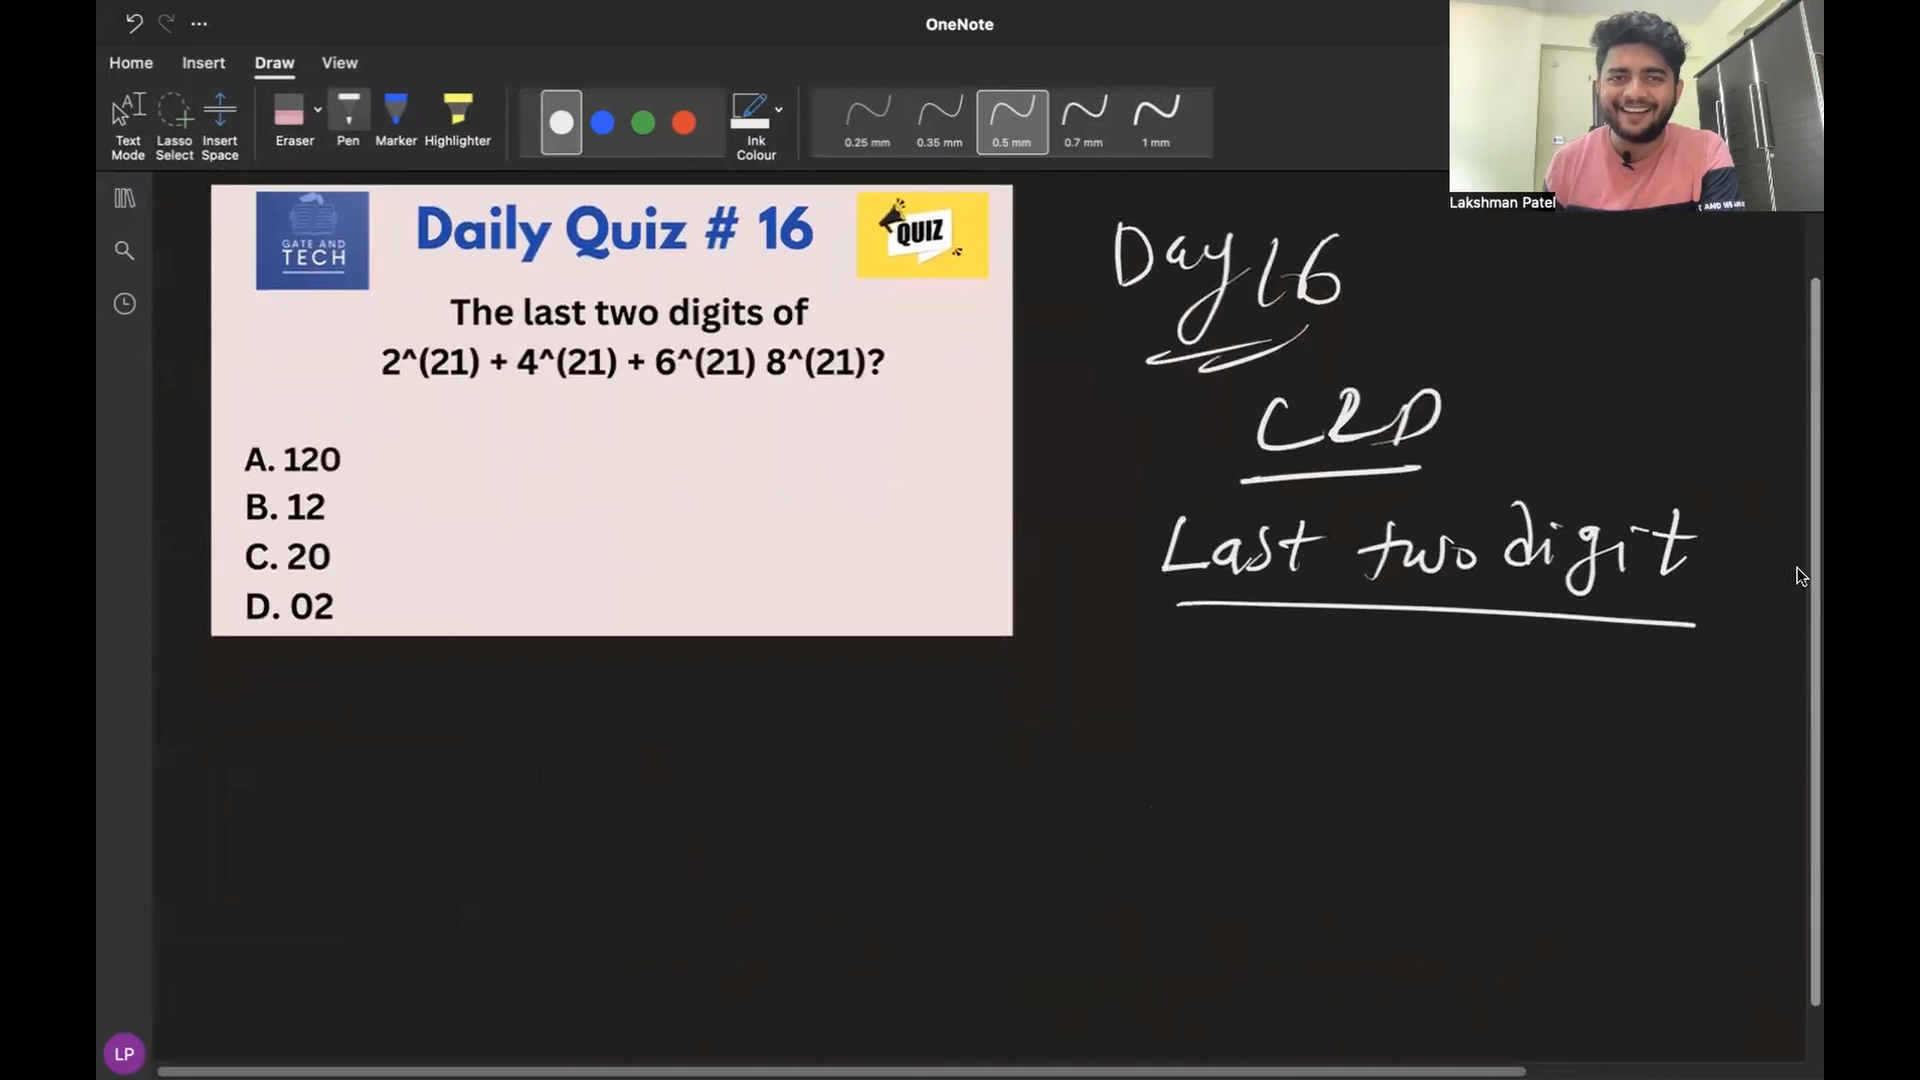 OneNote
Home Insert Draw View
Text Mode
Lasso Select
Insert Space
Eraser
Pen
Marker
Highlighter
Ink Colour
0.25 mm
0.35 mm
0.5 mm
0.7 mm
1 mm
Lakshman Patel
GATE AND
TECH
Daily Quiz # 16
QUIZ
The last two digits of
2^(21) + 4^(21) + 6^(21) 8^(21)?
A. 120
B. 12
C. 20
D. 02
Day 16
Last two digit
LP